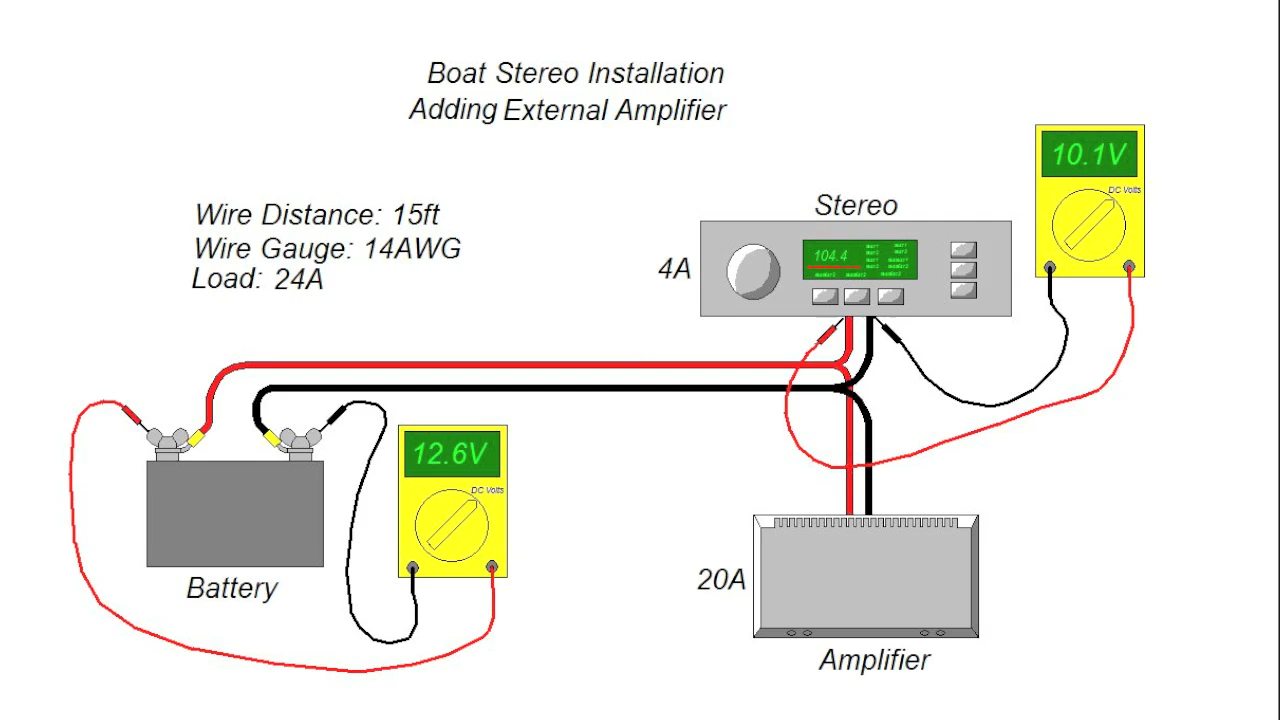 Boat Stereo Installation
Adding External Amplifier
10.1V
DC Volts
Wire Distance: 15ft
Wire Gauge: 14AWG
Load: 24A
Stereo
4A
104.4
12.6V
DC Volts
Battery
20A
Amplifier